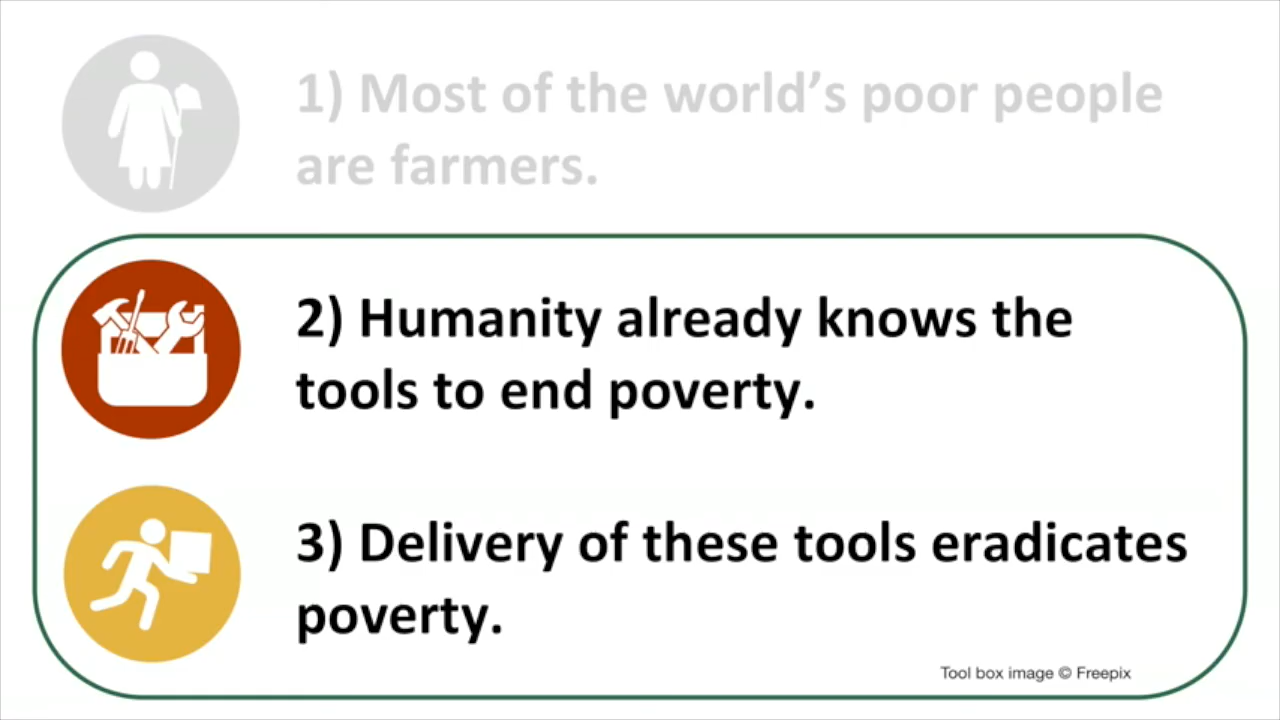 1) Most of the world’s poor people
are farmers.
2) Humanity already knows the
tools to end poverty.
3) Delivery of these tools eradicates
poverty.
Tool box image © Freepix